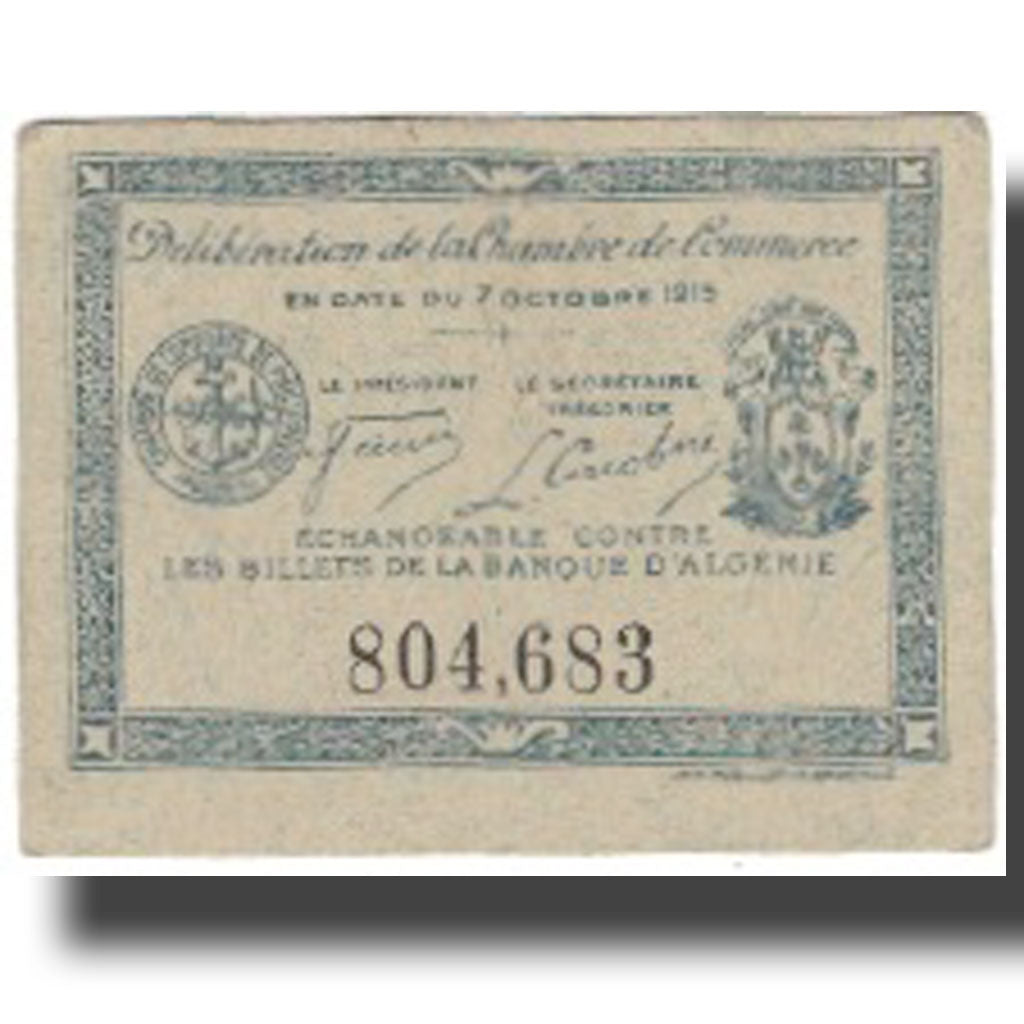 Délibération de la Chambre de Commerce
EN DATE DU 7 OCTOBRE 1915
LE PRÉSIDENT LE SECRÉTAIRE
TRÉSORIER
ÉCHANGEABLE CONTRE
LES BILLETS DE LA BANQUE D'ALGÉRIE
804,683